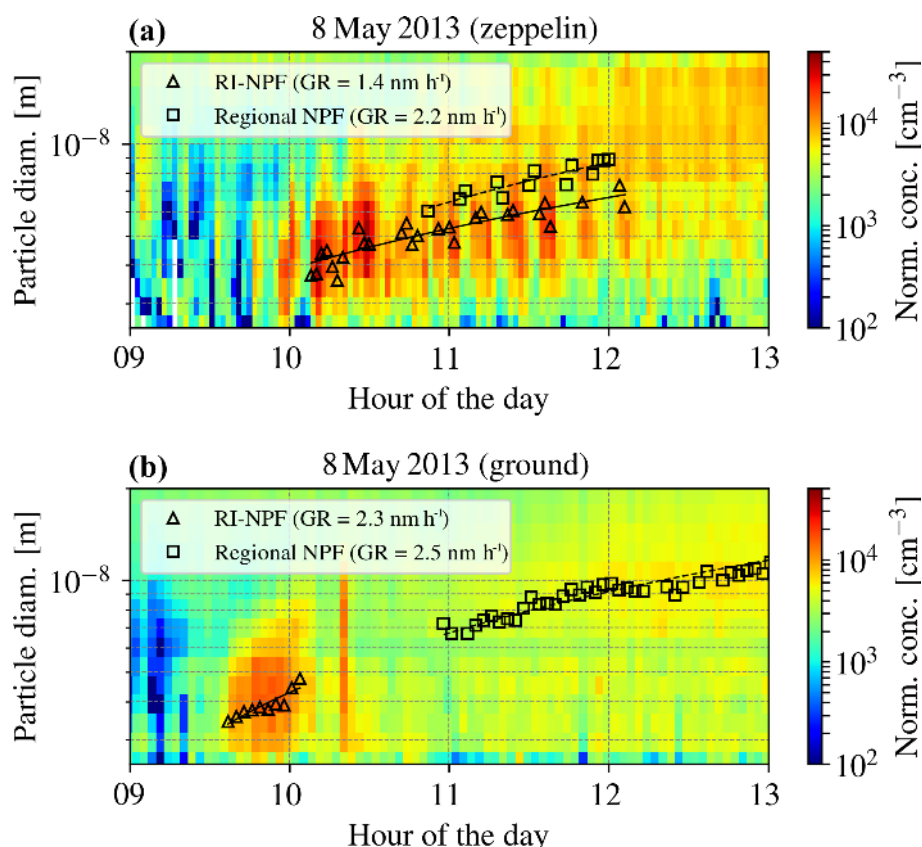 (a) 8 May 2013 (zeppelin)
RI-NPF (GR = 1.4 nm h⁻¹)
Regional NPF (GR = 2.2 nm h⁻¹)
Particle diam. [m]
10⁻⁸
09 10 11 12 13
Hour of the day
10⁴
10³
10²
Norm. conc. [cm⁻³]
(b) 8 May 2013 (ground)
RI-NPF (GR = 2.3 nm h⁻¹)
Regional NPF (GR = 2.5 nm h⁻¹)
Particle diam. [m]
10⁻⁸
09 10 11 12 13
Hour of the day
10⁴
10³
10²
Norm. conc. [cm⁻³]